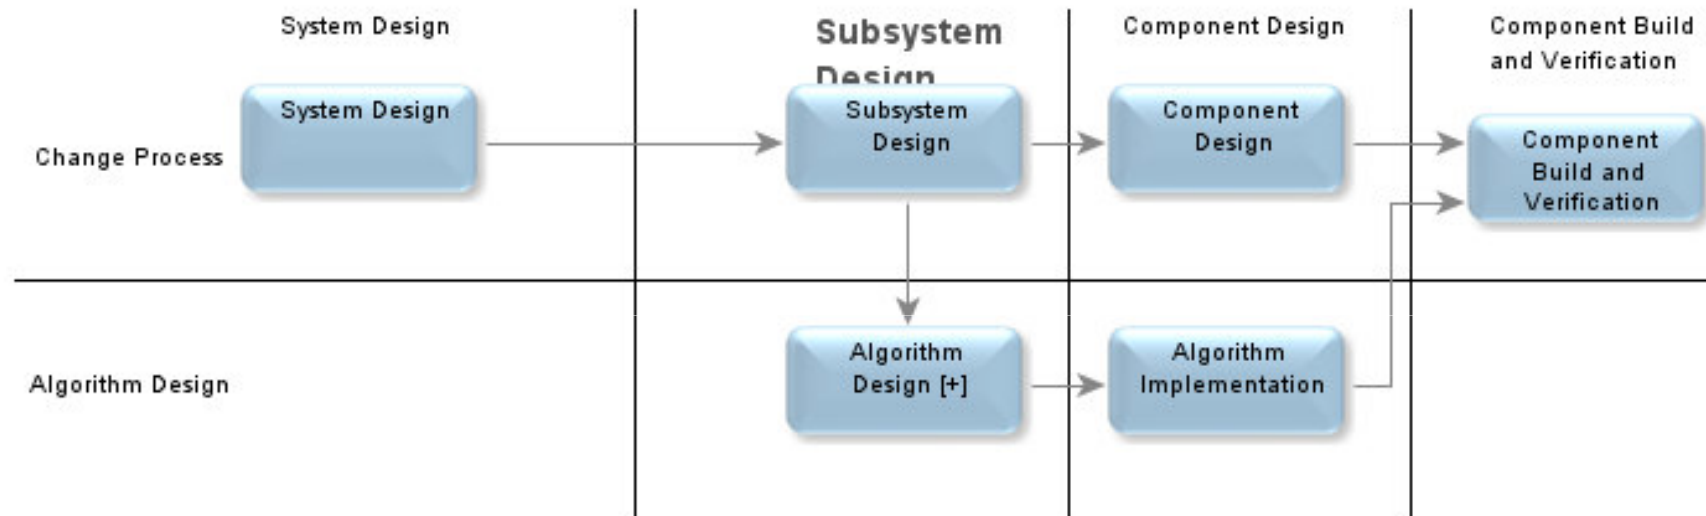 System Design
Subsystem
Design
Component Design
Component Build
and Verification
Change Process
System Design
Subsystem
Design
Component
Design
Component
Build and
Verification
Algorithm Design
Algorithm
Design [+]
Algorithm
Implementation